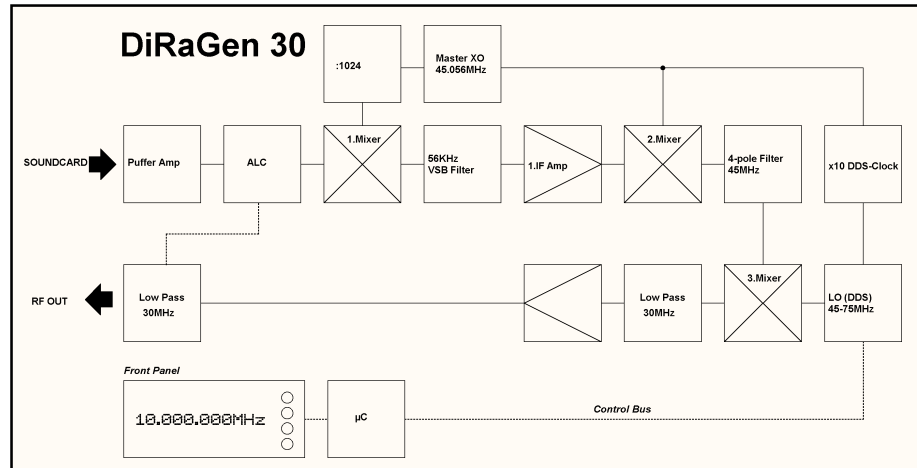 DiRaGen 30
:1024
Master XO
45.056MHz
SOUNDCARD
Puffer Amp
ALC
1.Mixer
56KHz
VSB Filter
1.IF Amp
2.Mixer
4-pole Filter
45MHz
x10 DDS-Clock
RF OUT
Low Pass
30MHz
Low Pass
30MHz
3.Mixer
LO (DDS)
45-75MHz
Front Panel
10.000.000MHz
µC
Control Bus